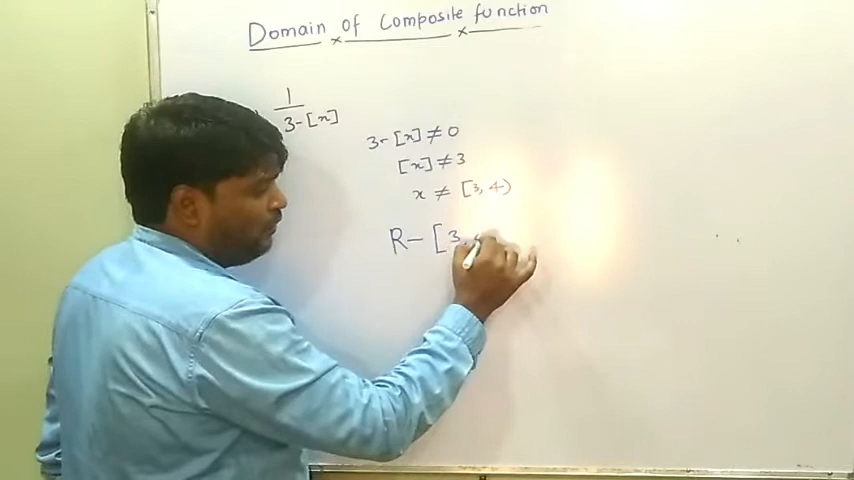 Domain of Composite function
1
3-[x]
3-[x] ≠ 0
[x] ≠ 3
x ≠ [3, 4)
R- [3,